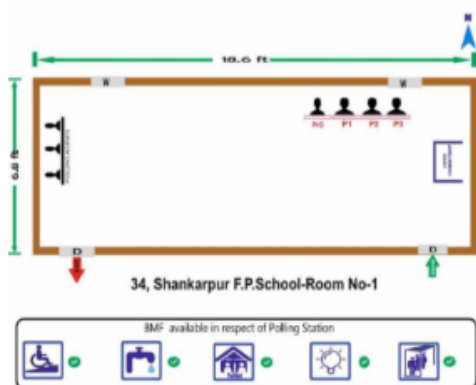 N
18.6 ft
W W
PrO P1 P2 P3
D D
34, Shankarpur F.P.School-Room No-1
BMF available in respect of Polling Station